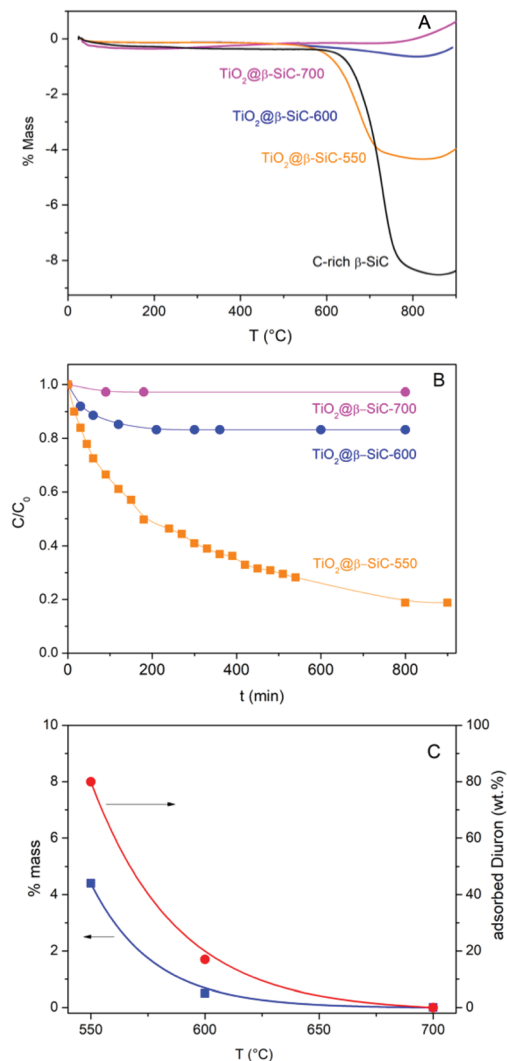 A
0
-2
-4
-6
-8
% Mass
TiO2@β-SiC-700
TiO2@β-SiC-600
TiO2@β-SiC-550
C-rich β-SiC
0 200 400 600 800
T (°C)
B
1.0
0.8
0.6
0.4
0.2
0.0
C/C0
TiO2@β–SiC-700
TiO2@β–SiC-600
TiO2@β–SiC-550
0 200 400 600 800
t (min)
C
10
8
6
4
2
0
% mass
100
80
60
40
20
0
adsorbed Diuron (wt.%)
550 600 650 700
T (°C)